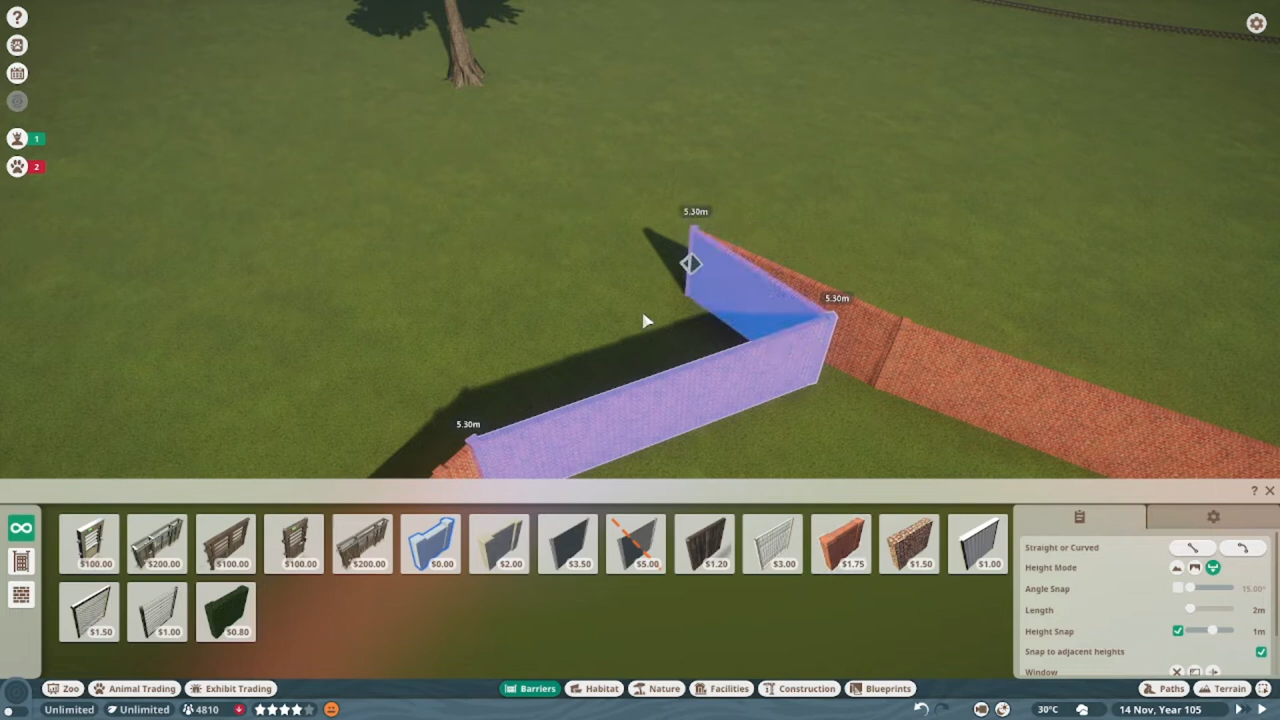 ?
1
2
5.30m
5.30m
5.30m
? ×
$100.00
$200.00
$100.00
$100.00
$200.00
$0.00
$2.00
$3.50
$5.00
$1.20
$3.00
$1.75
$1.50
$1.00
$1.50
$1.00
$0.80
Straight or Curved
Height Mode
Angle Snap 15.00°
Length 2m
Height Snap 1m
Snap to adjacent heights
Window
Zoo Animal Trading Exhibit Trading Barriers Habitat Nature Facilities Construction Blueprints Paths Terrain
Unlimited Unlimited 4810 30°C 14 Nov, Year 105